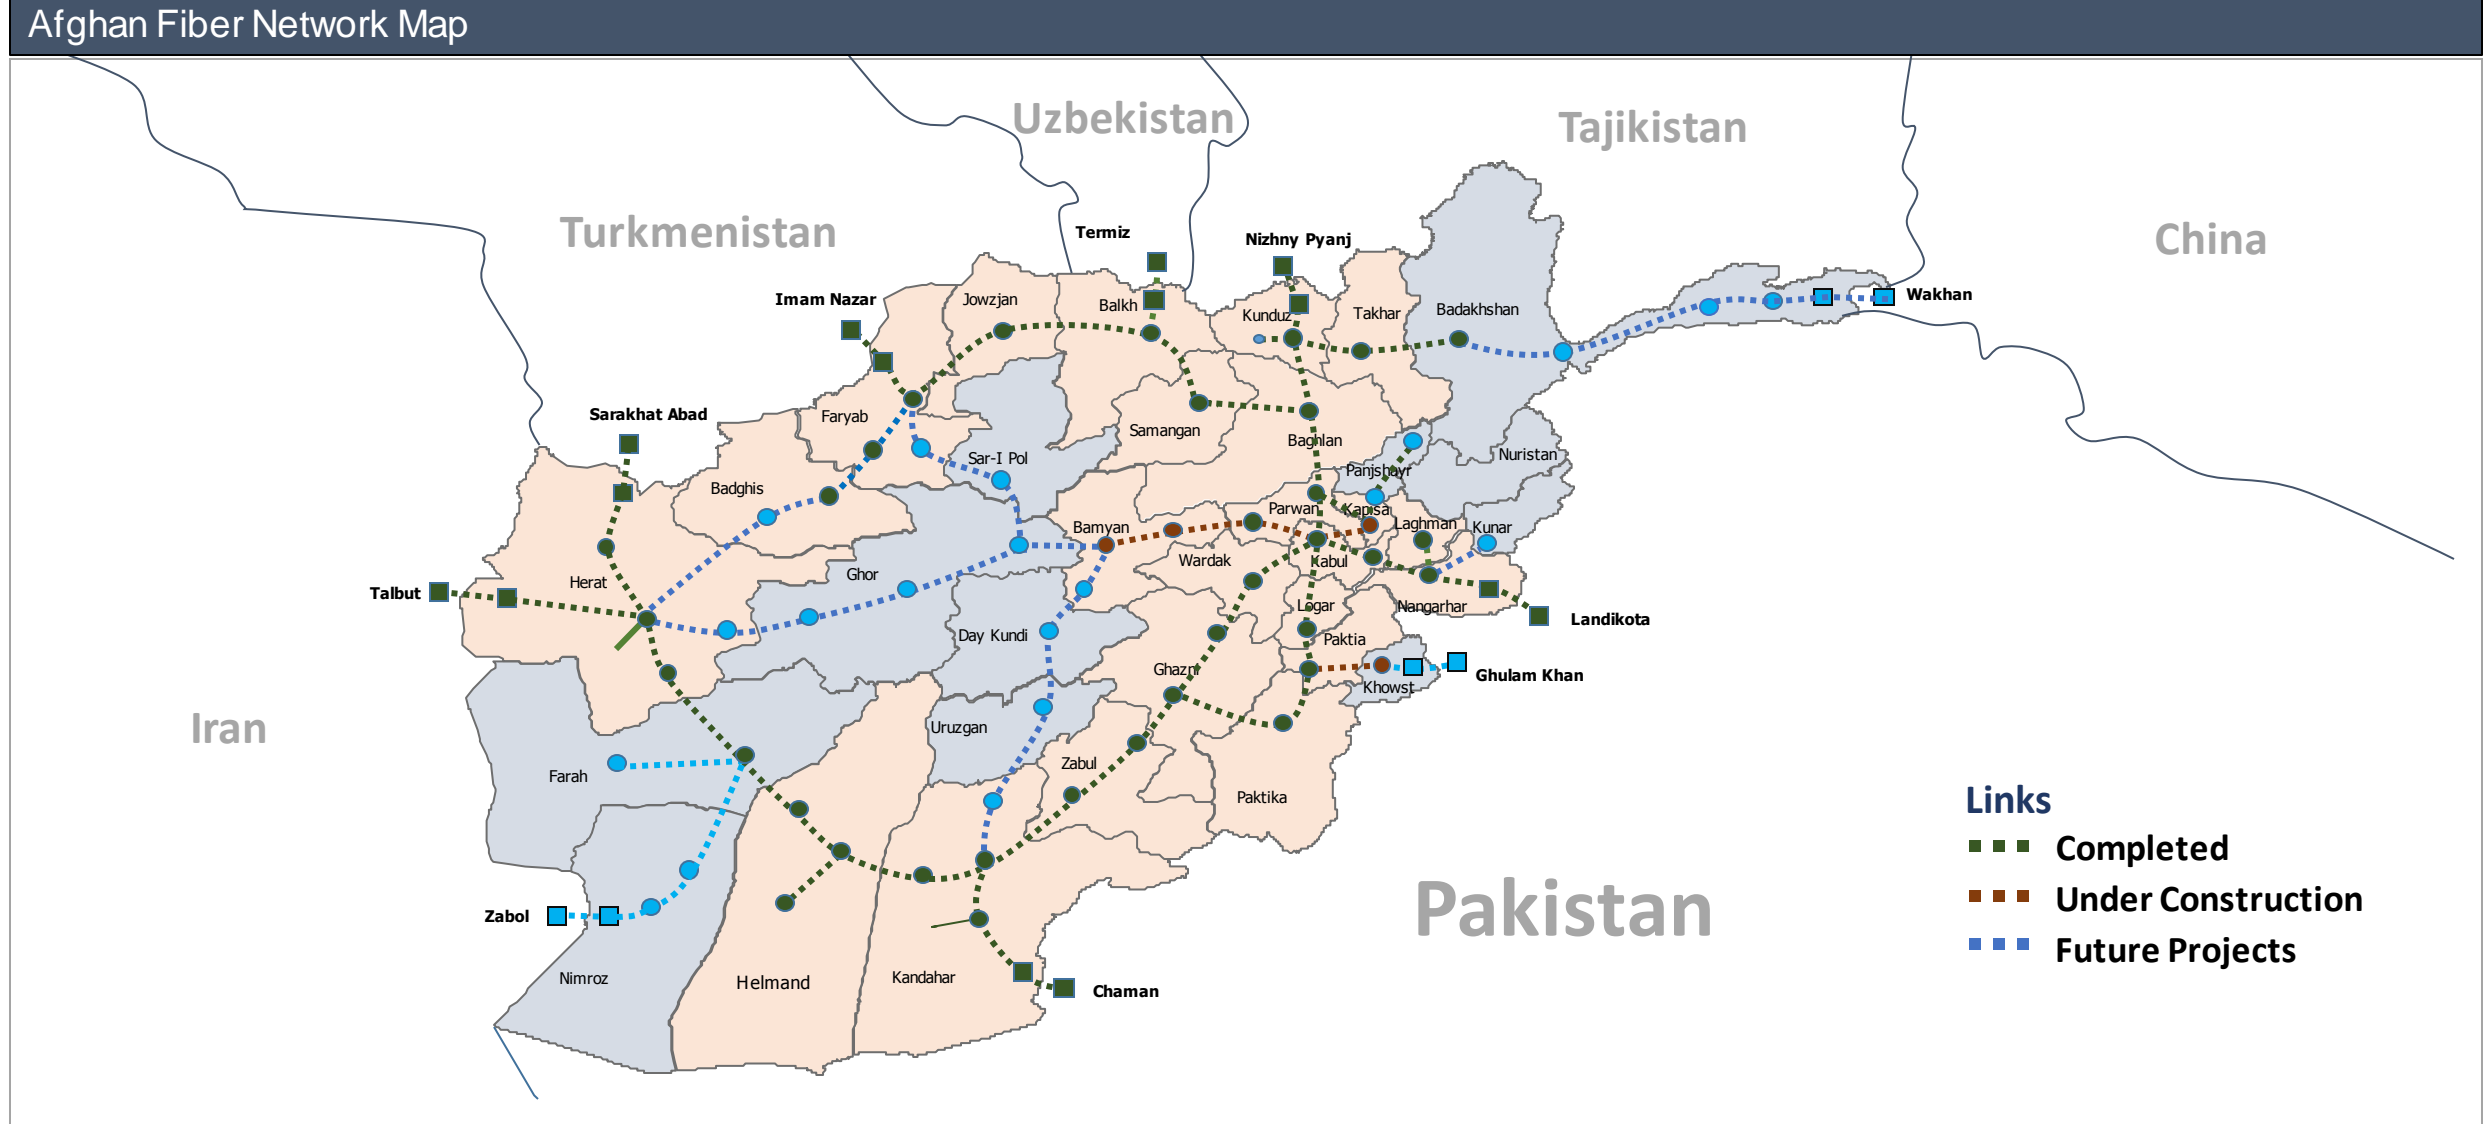 Afghan Fiber Network Map
Uzbekistan
Tajikistan
Turkmenistan
China
Termiz
Nizhny Pyanj
Imam Nazar
Jowzjan
Balkh
Kunduz
Takhar
Badakhshan
Wakhan
Sarakhat Abad
Faryab
Samangan
Baghlan
Sar-I Pol
Panjshayr
Nuristan
Badghis
Parwan
Kapisa
Bamyan
Laghman
Kunar
Wardak
Kabul
Herat
Ghor
Talbut
Logar
Nangarhar
Landikota
Day Kundi
Paktia
Ghazni
Ghulam Khan
Khowst
Iran
Uruzgan
Farah
Zabul
Paktika
Links
Completed
Under Construction
Future Projects
Zabol
Pakistan
Nimroz
Helmand
Kandahar
Chaman